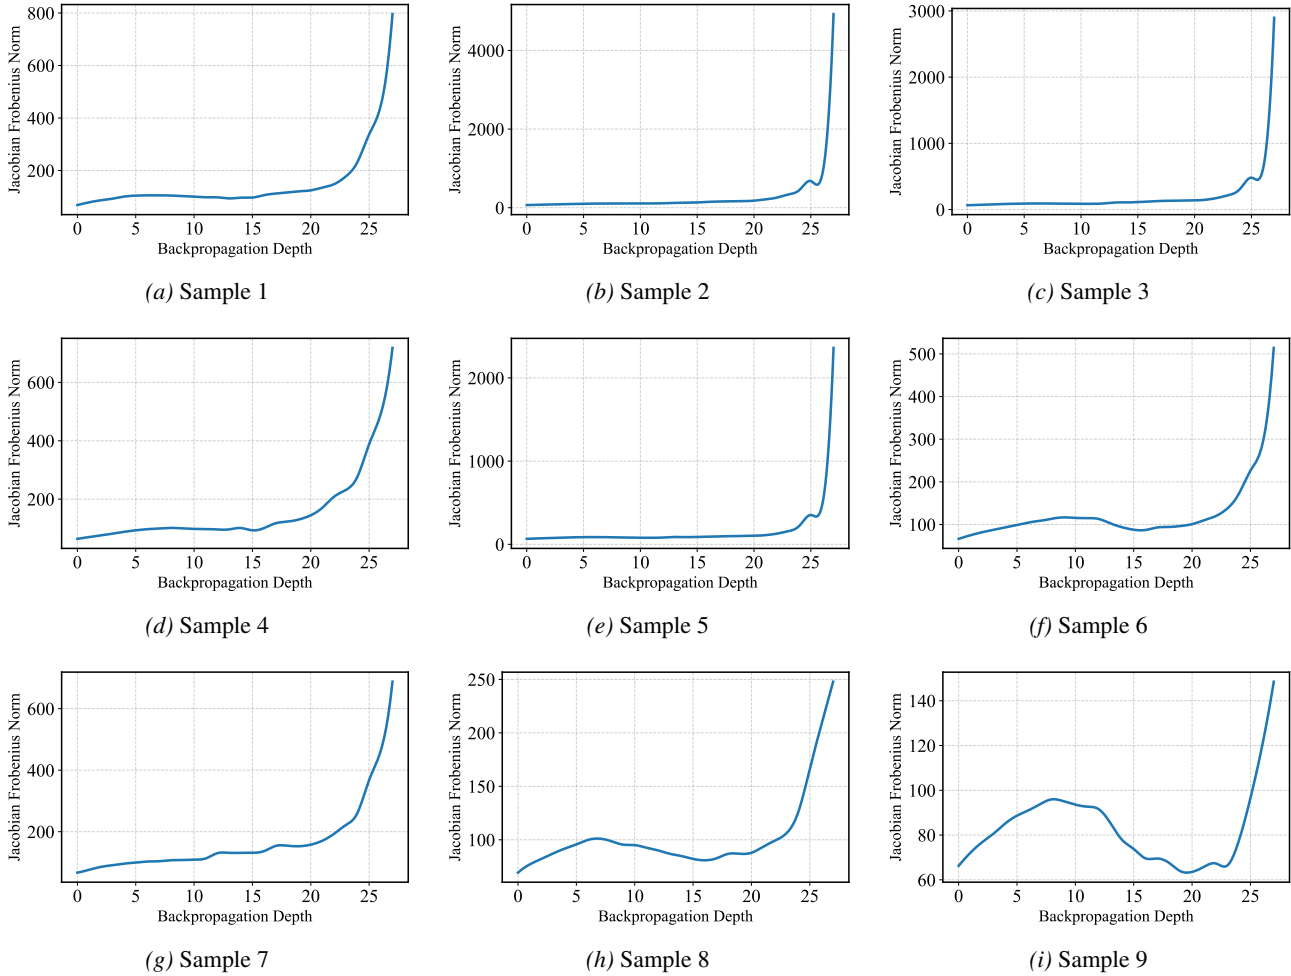 800
600
400
200
Jacobian Frobenius Norm
0 5 10 15 20 25
Backpropagation Depth
(a) Sample 1
4000
2000
0
Jacobian Frobenius Norm
0 5 10 15 20 25
Backpropagation Depth
(b) Sample 2
3000
2000
1000
0
Jacobian Frobenius Norm
0 5 10 15 20 25
Backpropagation Depth
(c) Sample 3
600
400
200
Jacobian Frobenius Norm
0 5 10 15 20 25
Backpropagation Depth
(d) Sample 4
2000
1000
0
Jacobian Frobenius Norm
0 5 10 15 20 25
Backpropagation Depth
(e) Sample 5
500
400
300
200
100
Jacobian Frobenius Norm
0 5 10 15 20 25
Backpropagation Depth
(f) Sample 6
600
400
200
Jacobian Frobenius Norm
0 5 10 15 20 25
Backpropagation Depth
(g) Sample 7
250
200
150
100
Jacobian Frobenius Norm
0 5 10 15 20 25
Backpropagation Depth
(h) Sample 8
140
120
100
80
60
Jacobian Frobenius Norm
0 5 10 15 20 25
Backpropagation Depth
(i) Sample 9